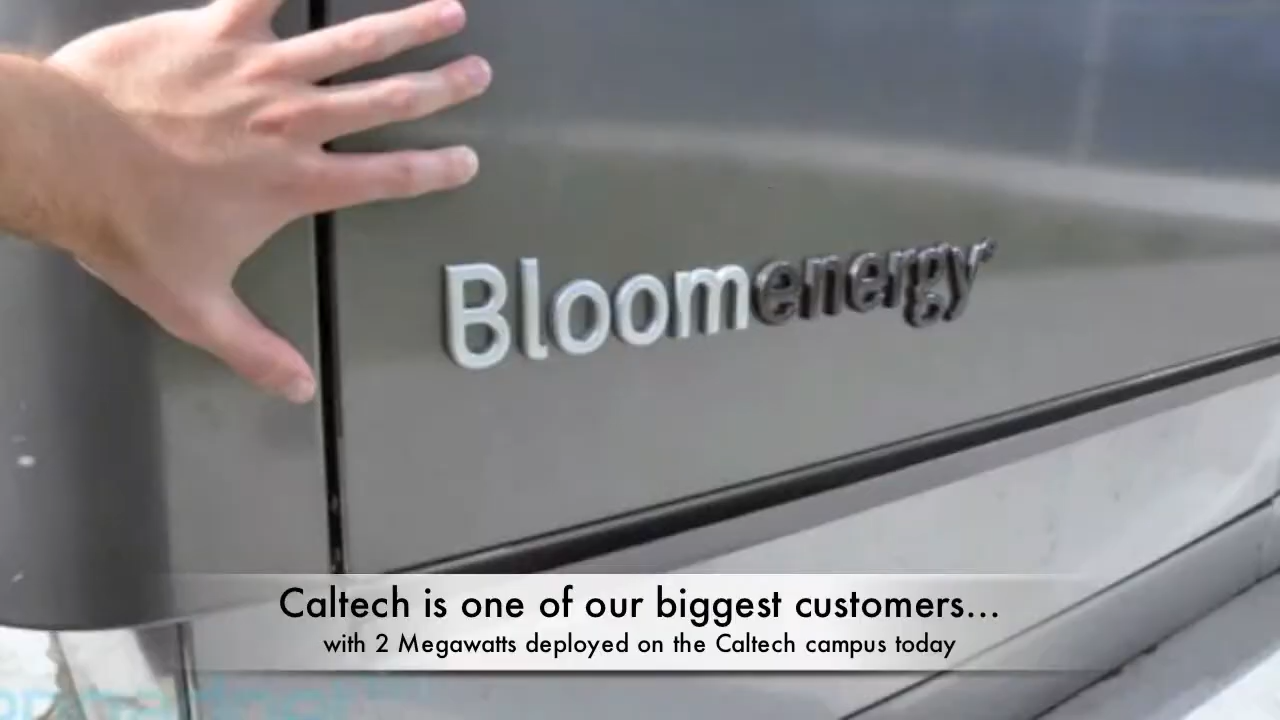 Bloomenergy
Caltech is one of our biggest customers...
with 2 Megawatts deployed on the Caltech campus today